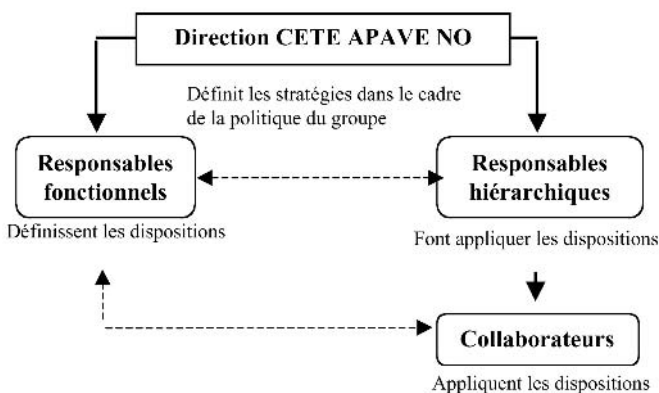 Direction CETE APAVE NO
Définit les stratégies dans le cadre
de la politique du groupe
Responsables
fonctionnels
Définissent les dispositions
Responsables
hiérarchiques
Font appliquer les dispositions
Collaborateurs
Appliquent les dispositions